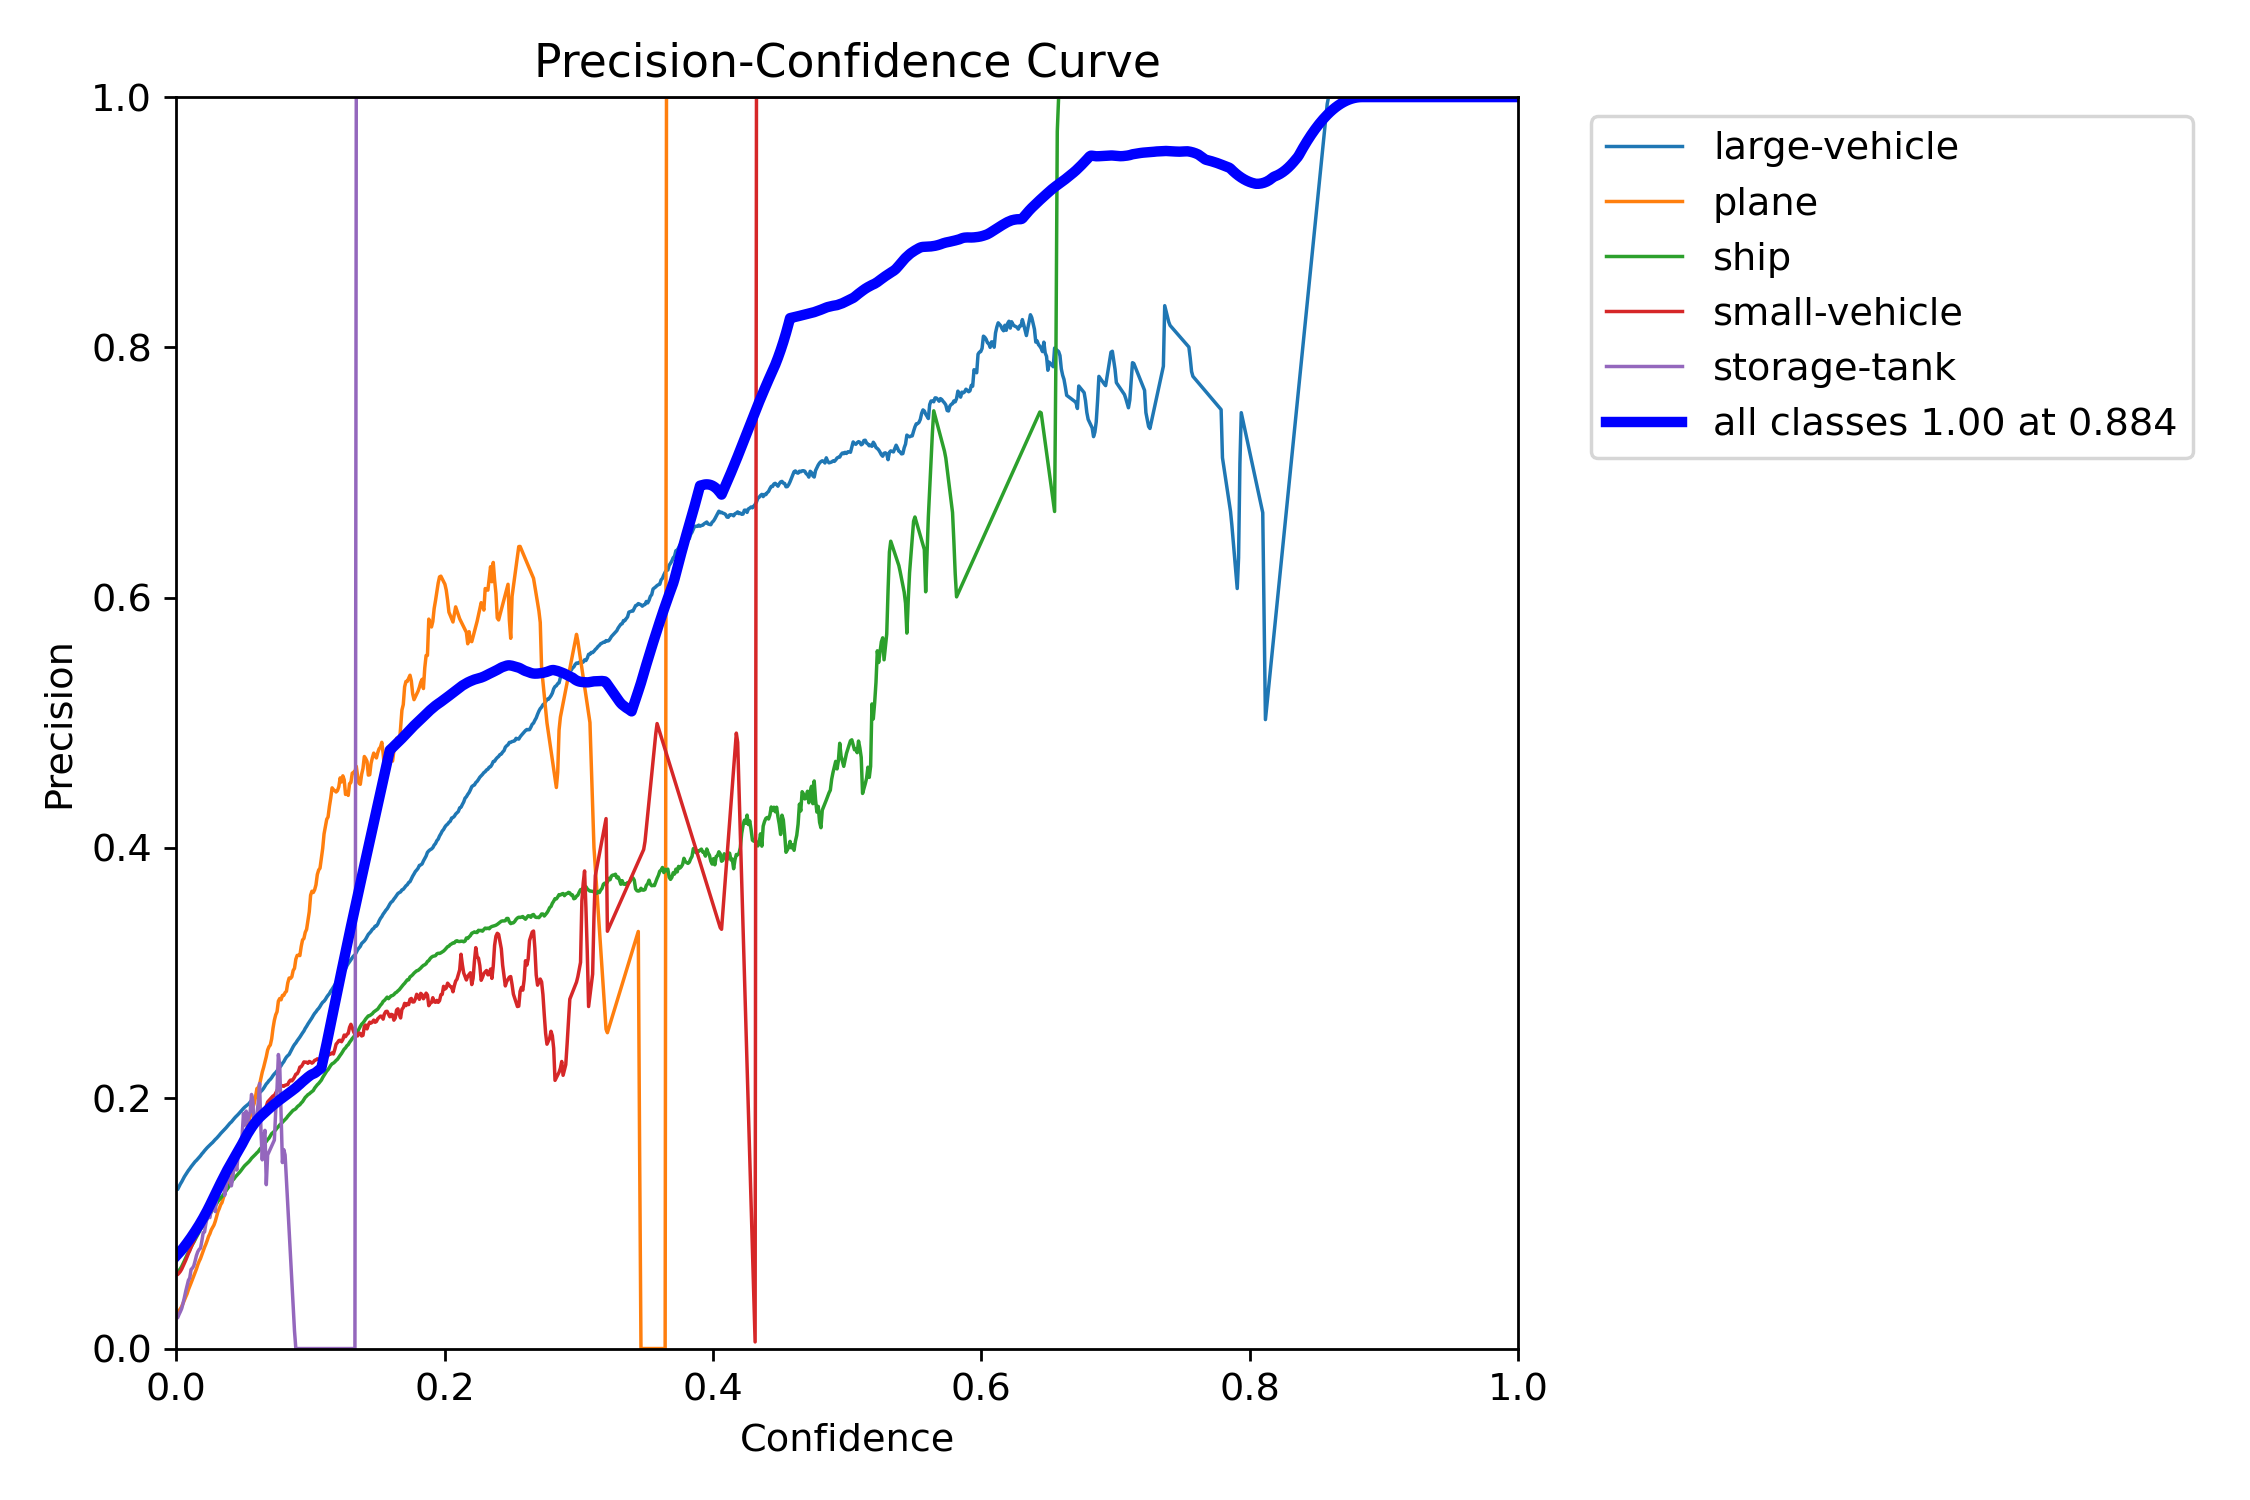 Precision-Confidence Curve
1.0
0.8
0.6
0.4
0.2
0.0
Precision
0.0 0.2 0.4 0.6 0.8 1.0
Confidence
large-vehicle
plane
ship
small-vehicle
storage-tank
all classes 1.00 at 0.884